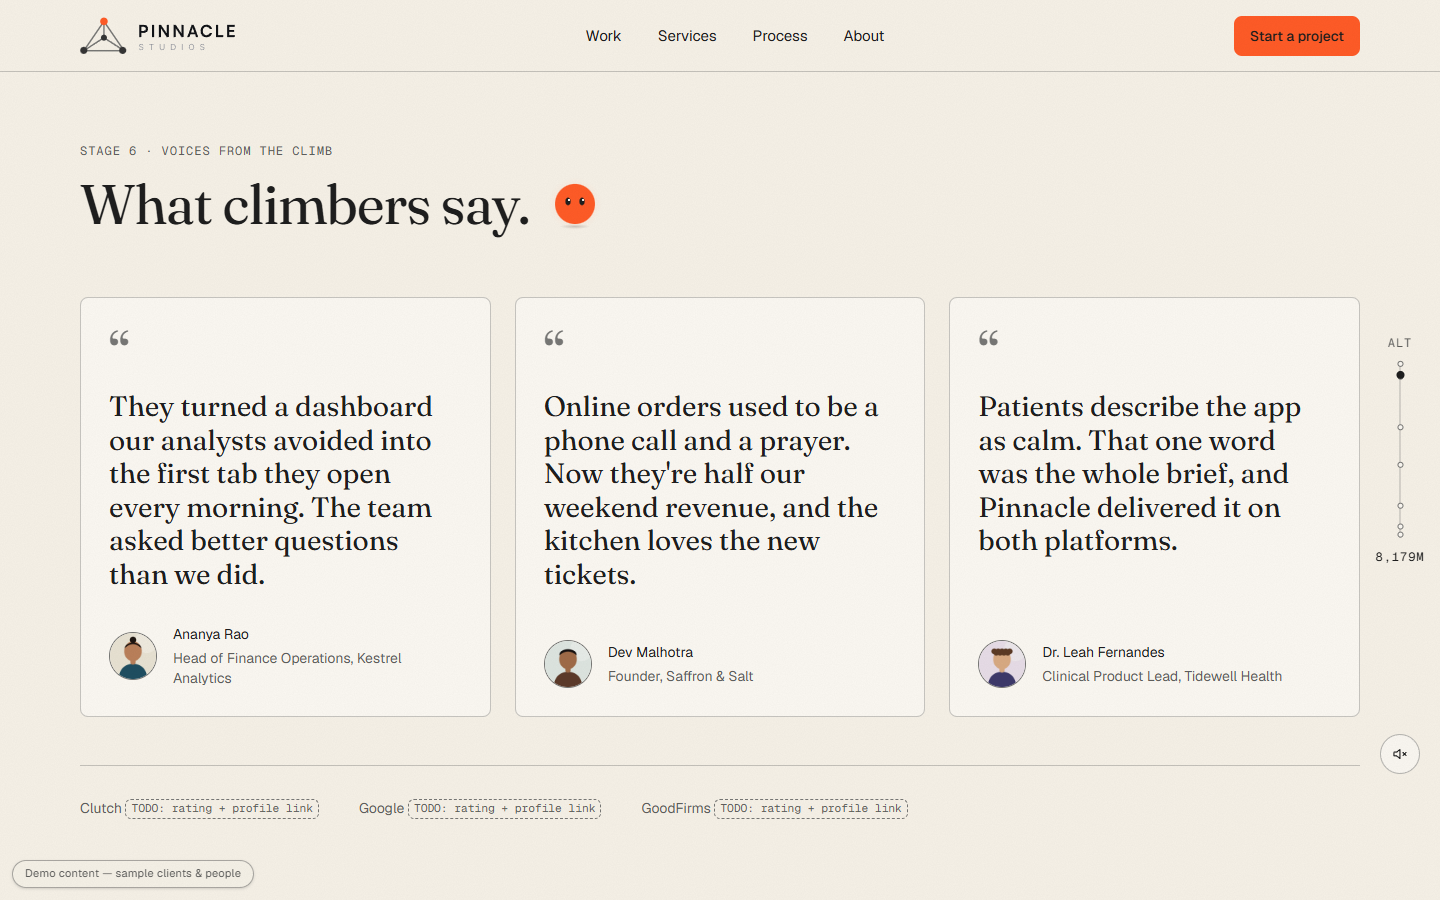 PINNACLE
STUDIOS
Work
Services
Process
About
Start a project
STAGE 6 · VOICES FROM THE CLIMB
What climbers say.
“
They turned a dashboard
our analysts avoided into
the first tab they open
every morning. The team
asked better questions
than we did.
Ananya Rao
Head of Finance Operations, Kestrel
Analytics
“
Online orders used to be a
phone call and a prayer.
Now they're half our
weekend revenue, and the
kitchen loves the new
tickets.
Dev Malhotra
Founder, Saffron & Salt
“
Patients describe the app
as calm. That one word
was the whole brief, and
Pinnacle delivered it on
both platforms.
Dr. Leah Fernandes
Clinical Product Lead, Tidewell Health
ALT
8,179M
Clutch TODO: rating + profile link
Google TODO: rating + profile link
GoodFirms TODO: rating + profile link
Demo content — sample clients & people